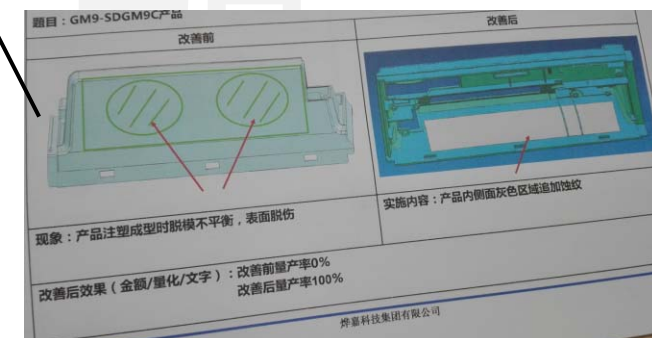 题目：GM9-SDGM9C产品
改善前
改善后
现象：产品注塑成型时脱模不平衡，表面脱伤
实施内容：产品内侧面灰色区域追加蚀纹
改善后效果（金额/量化/文字）：改善前量产率0%
改善后量产率100%
烨嘉科技集团有限公司